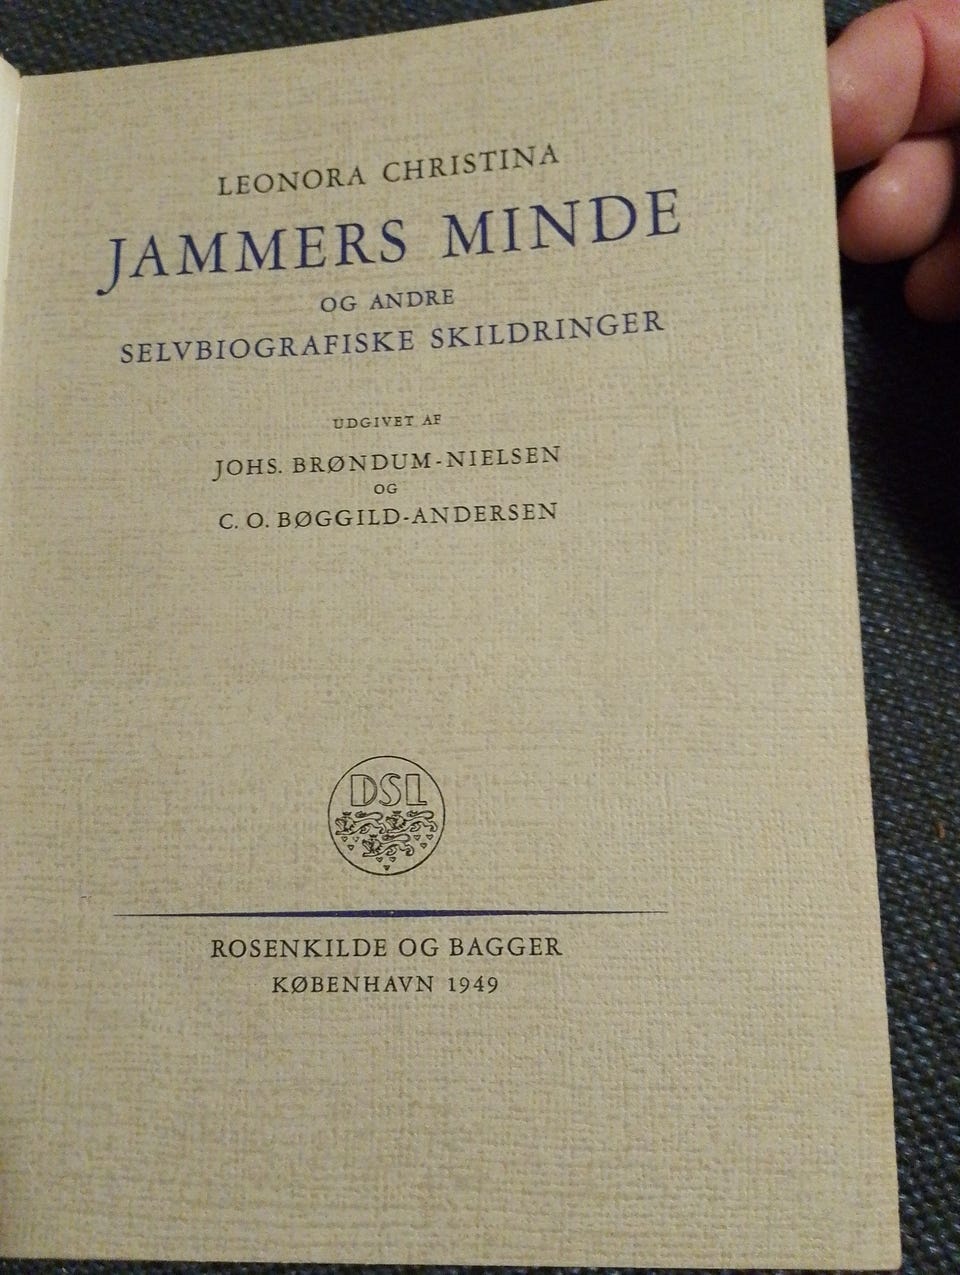 LEONORA CHRISTINA
JAMMERS MINDE
OG ANDRE
SELVBIOGRAFISKE SKILDRINGER
UDGIVET AF
JOHS. BRØNDUM-NIELSEN
OG
C. O. BØGGILD-ANDERSEN
DSL
ROSENKILDE OG BAGGER
KØBENHAVN 1949